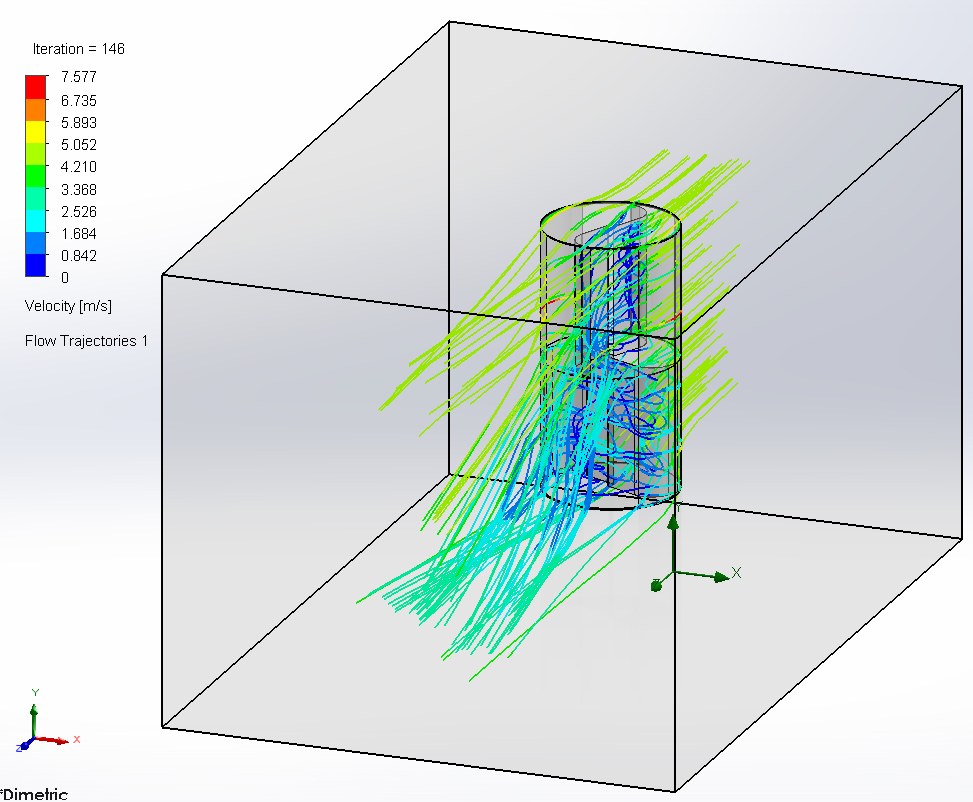 Iteration = 146
7.577
6.735
5.893
5.052
4.210
3.368
2.526
1.684
0.842
0
Velocity [m/s]
Flow Trajectories 1
Y
X
Z
Y
X
Z
*Dimetric